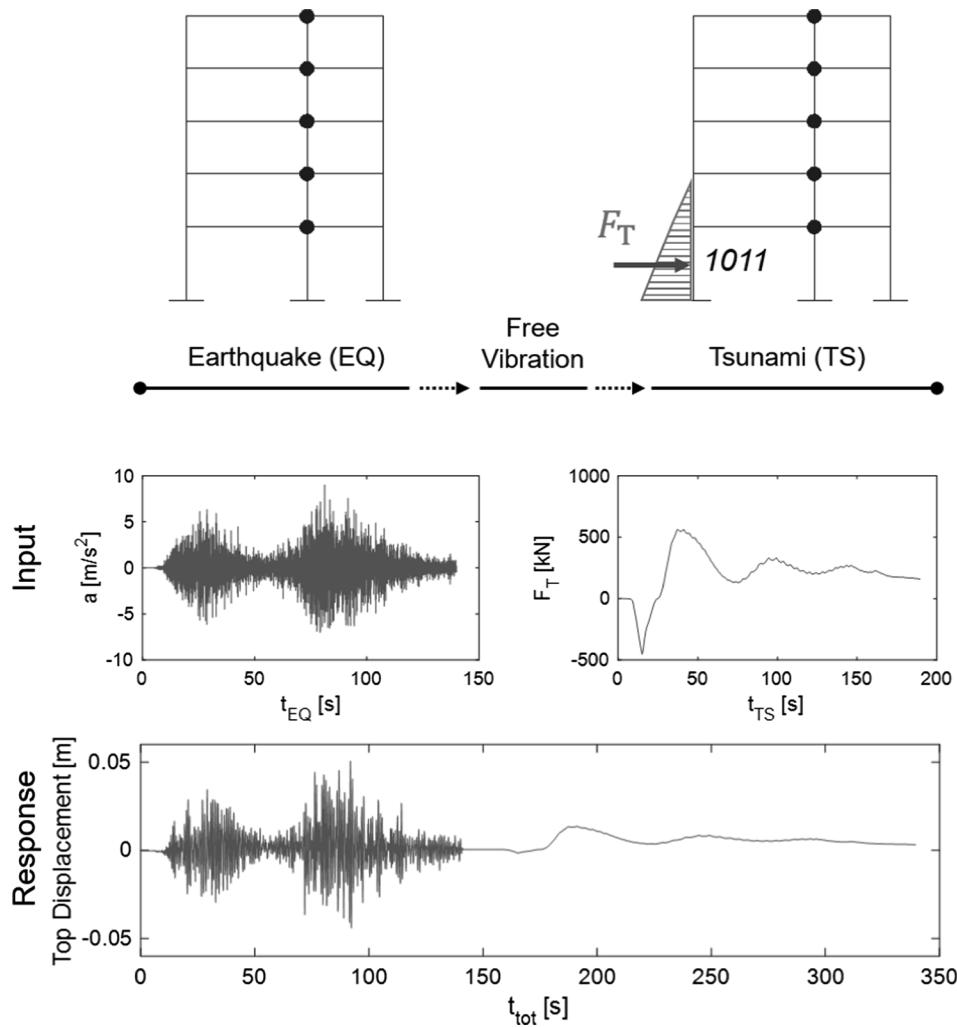 F_T
1011
Earthquake (EQ)
Free
Vibration
Tsunami (TS)
Input
10
5
0
-5
-10
a [m/s²]
0
50
100
150
t_EQ [s]
1000
500
0
-500
F_T [kN]
0
50
100
150
200
t_TS [s]
Response
Top Displacement [m]
0.05
0
-0.05
0
50
100
150
200
250
300
350
t_tot [s]